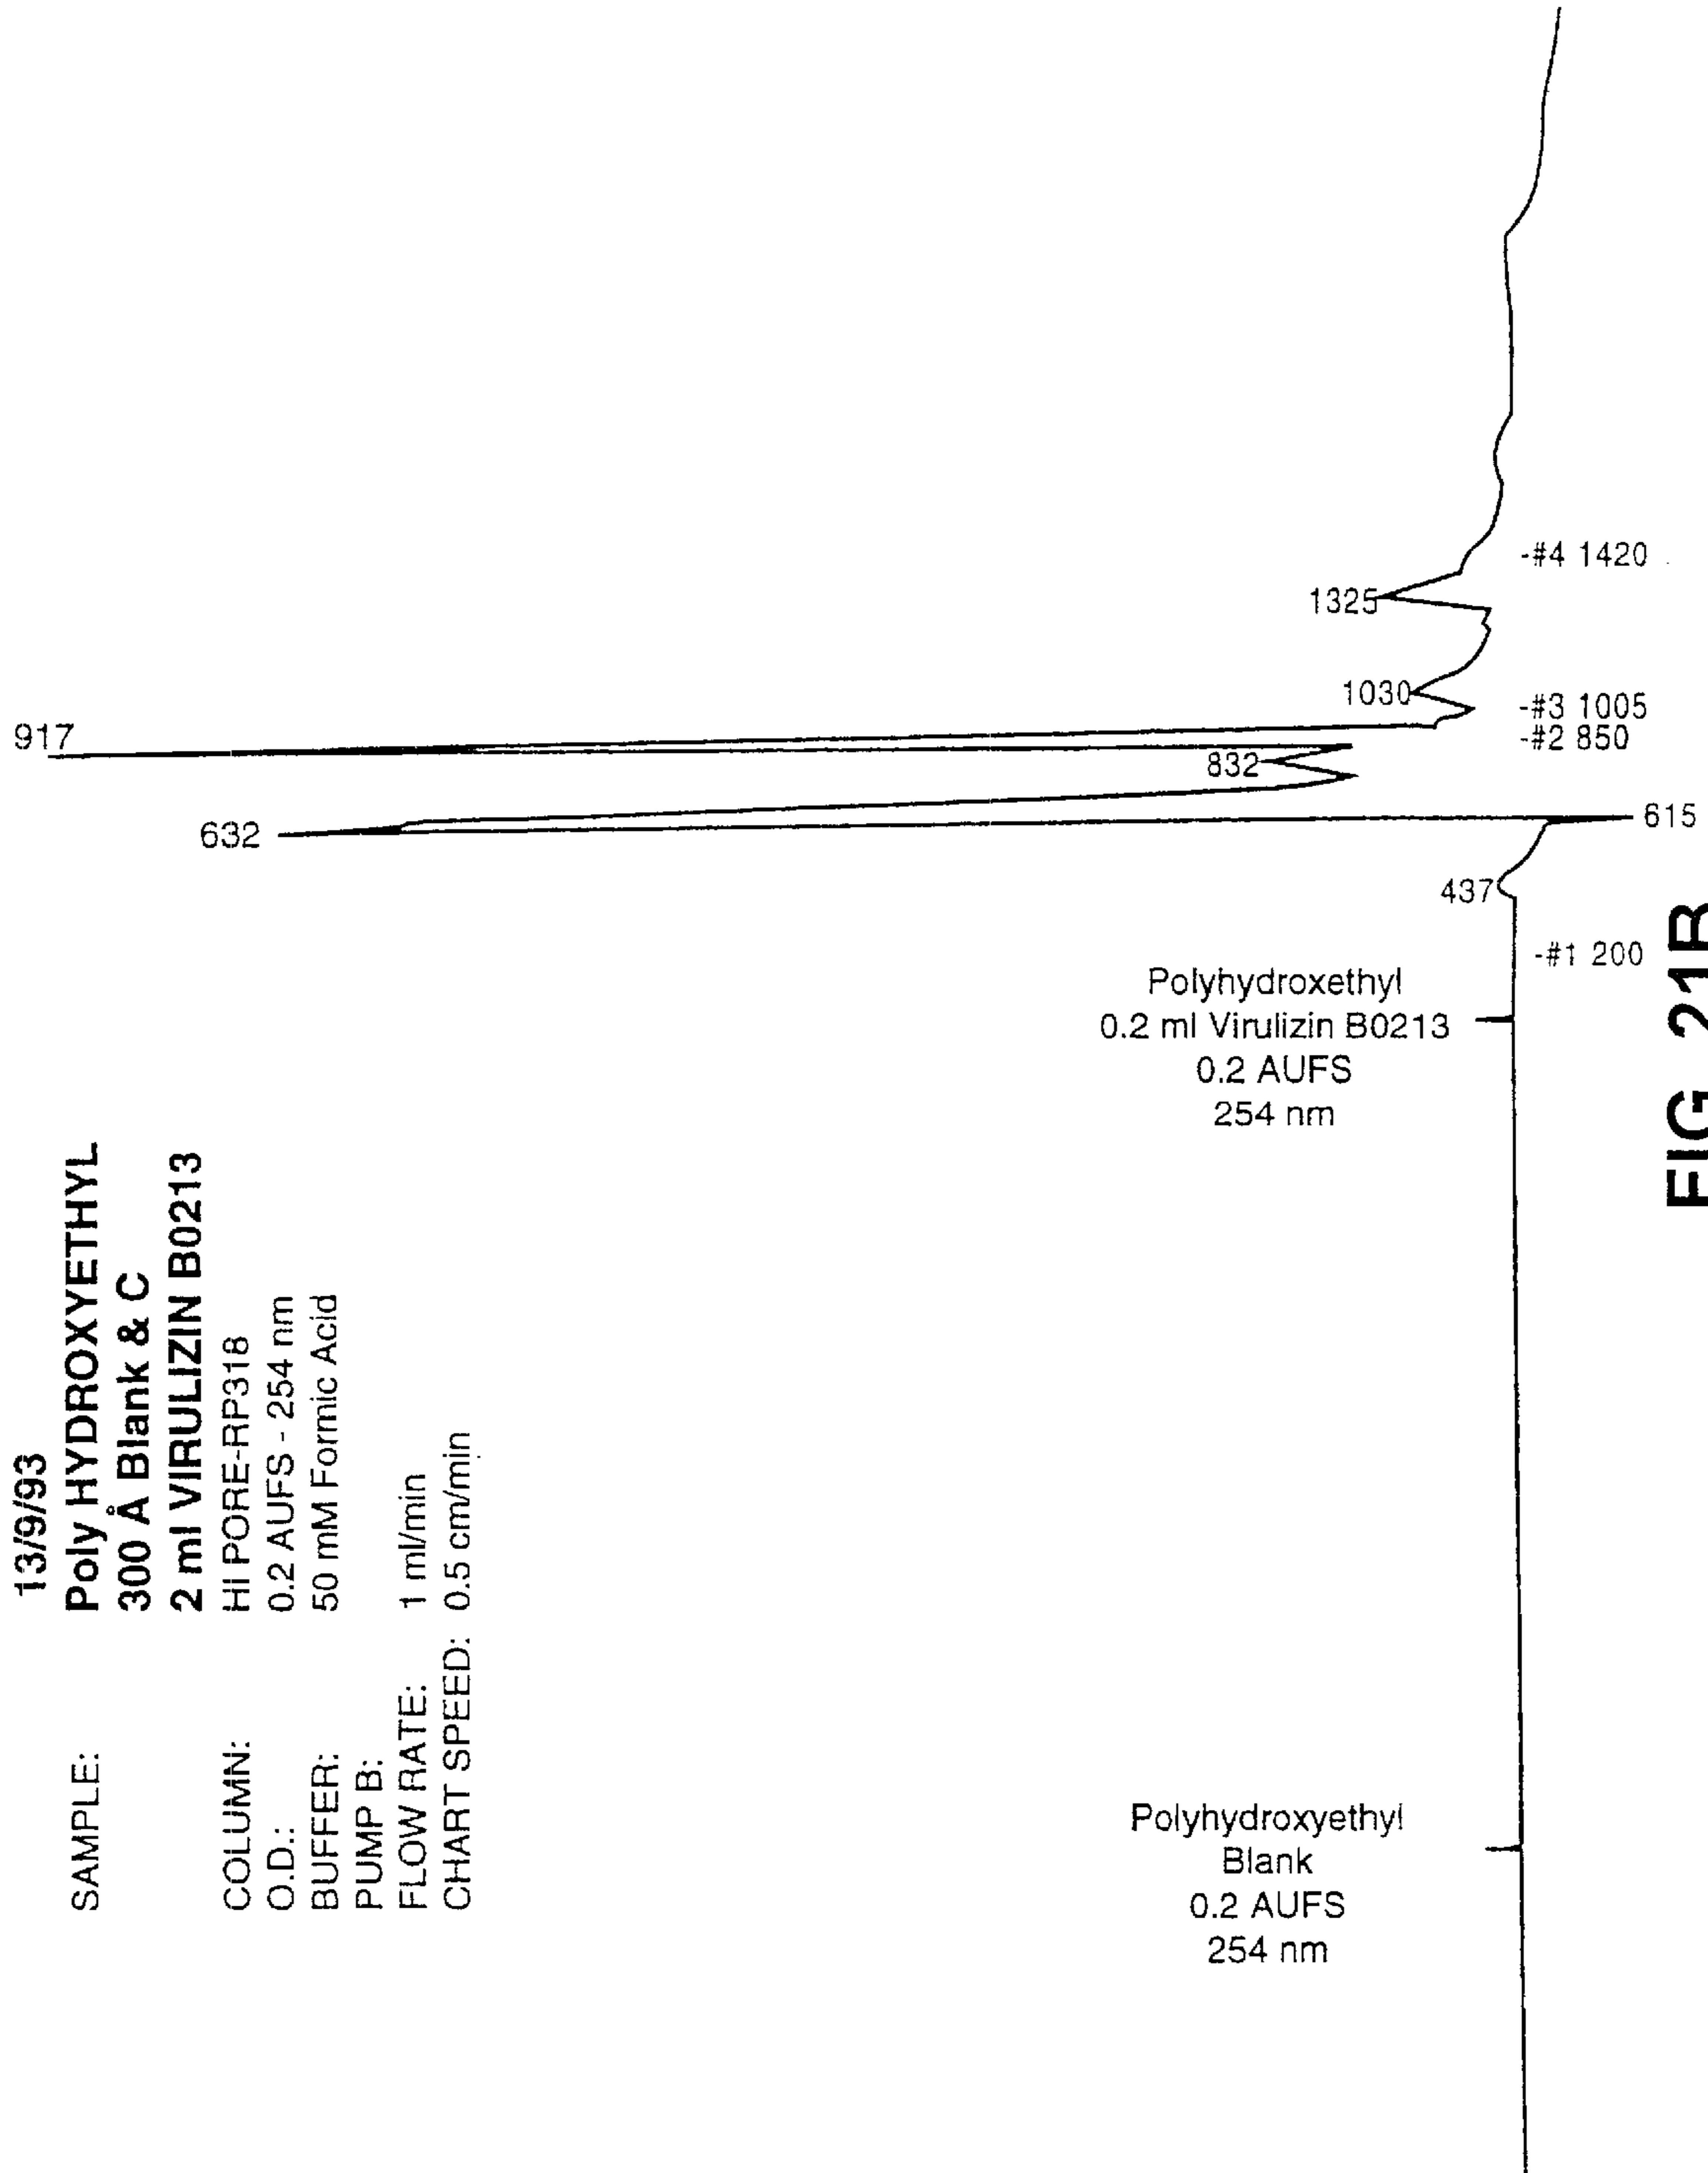 13/9/93
SAMPLE: Poly HYDROXYETHYL
300 Å Blank & C
2 ml VIRULIZIN B0213
COLUMN: HI PORE-RP318
O.D.: 0.2 AUFS - 254 nm
BUFFER: 50 mM Formic Acid
PUMP B:
FLOW RATE: 1 ml/min
CHART SPEED: 0.5 cm/min
-#4 1420
1325
1030
-#3 1005
917
-#2 850
832
615
632
437
-#1 200
Polyhydroxethyl
0.2 ml Virulizin B0213
0.2 AUFS
254 nm
Polyhydroxyethyl
Blank
0.2 AUFS
254 nm
FIG. 21B